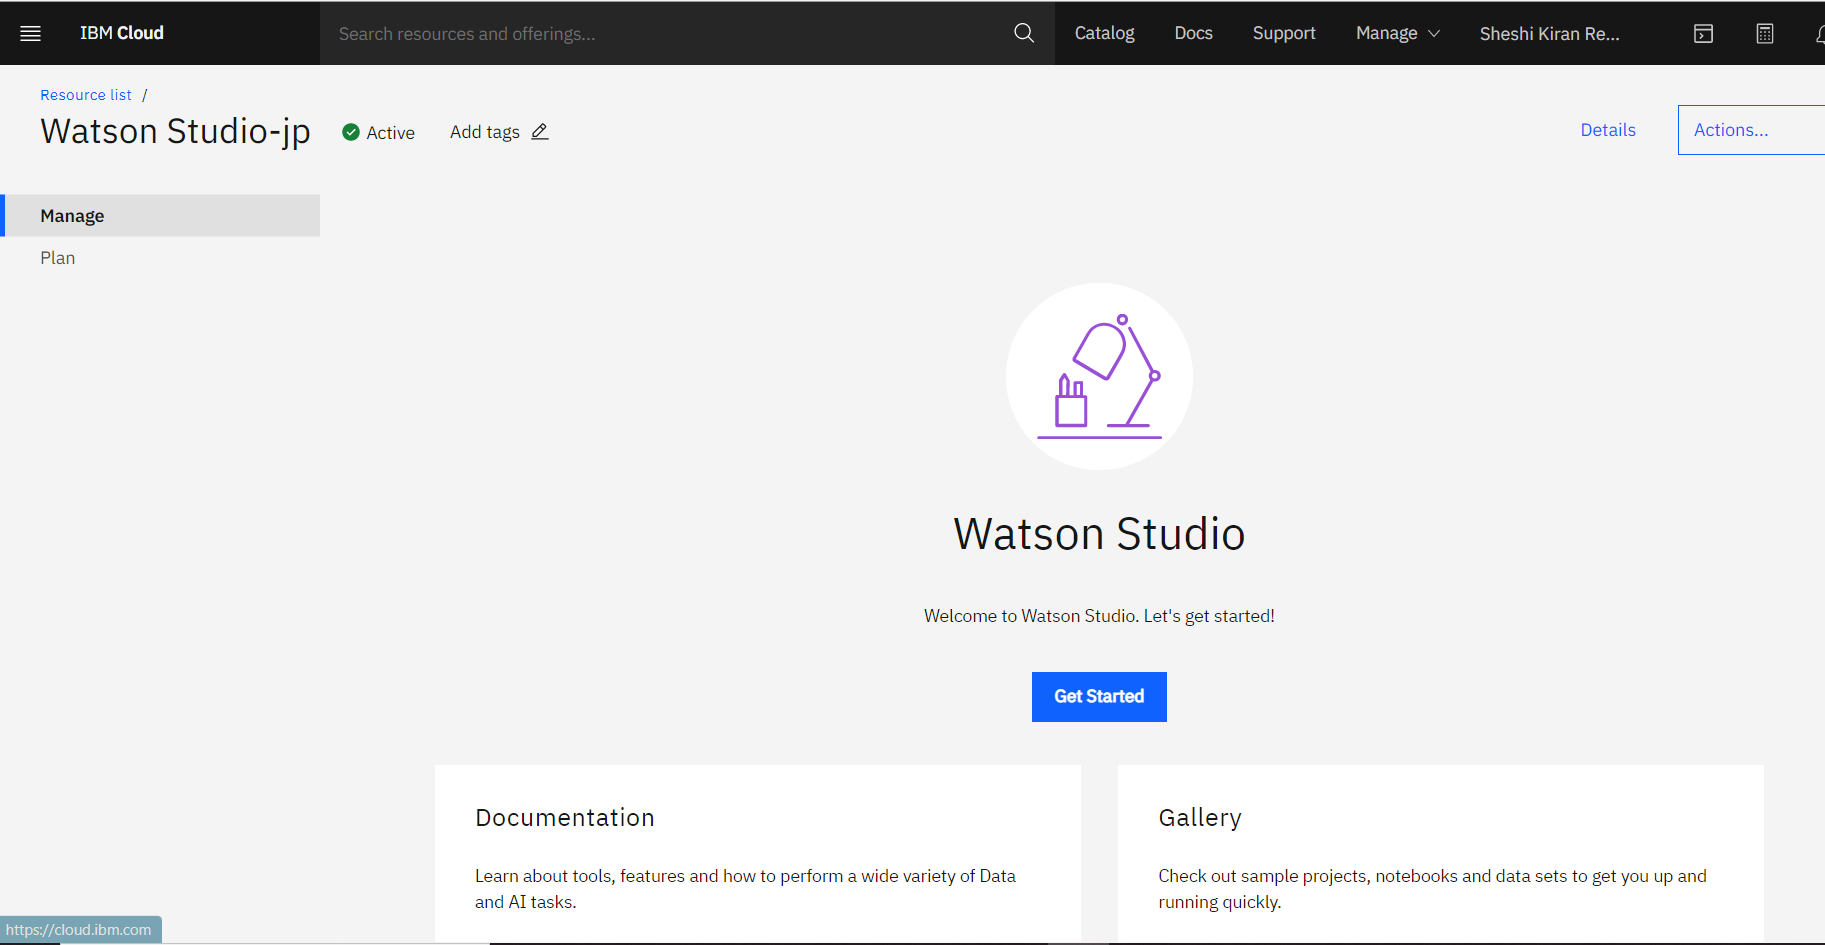 IBM Cloud
Search resources and offerings...
Catalog
Docs
Support
Manage
Sheshi Kiran Re...
Resource list /
Watson Studio-jp
Active
Add tags
Details
Actions...
Manage
Plan
Watson Studio
Welcome to Watson Studio. Let's get started!
Get Started
Documentation
Learn about tools, features and how to perform a wide variety of Data
and AI tasks.
Gallery
Check out sample projects, notebooks and data sets to get you up and
running quickly.
https://cloud.ibm.com